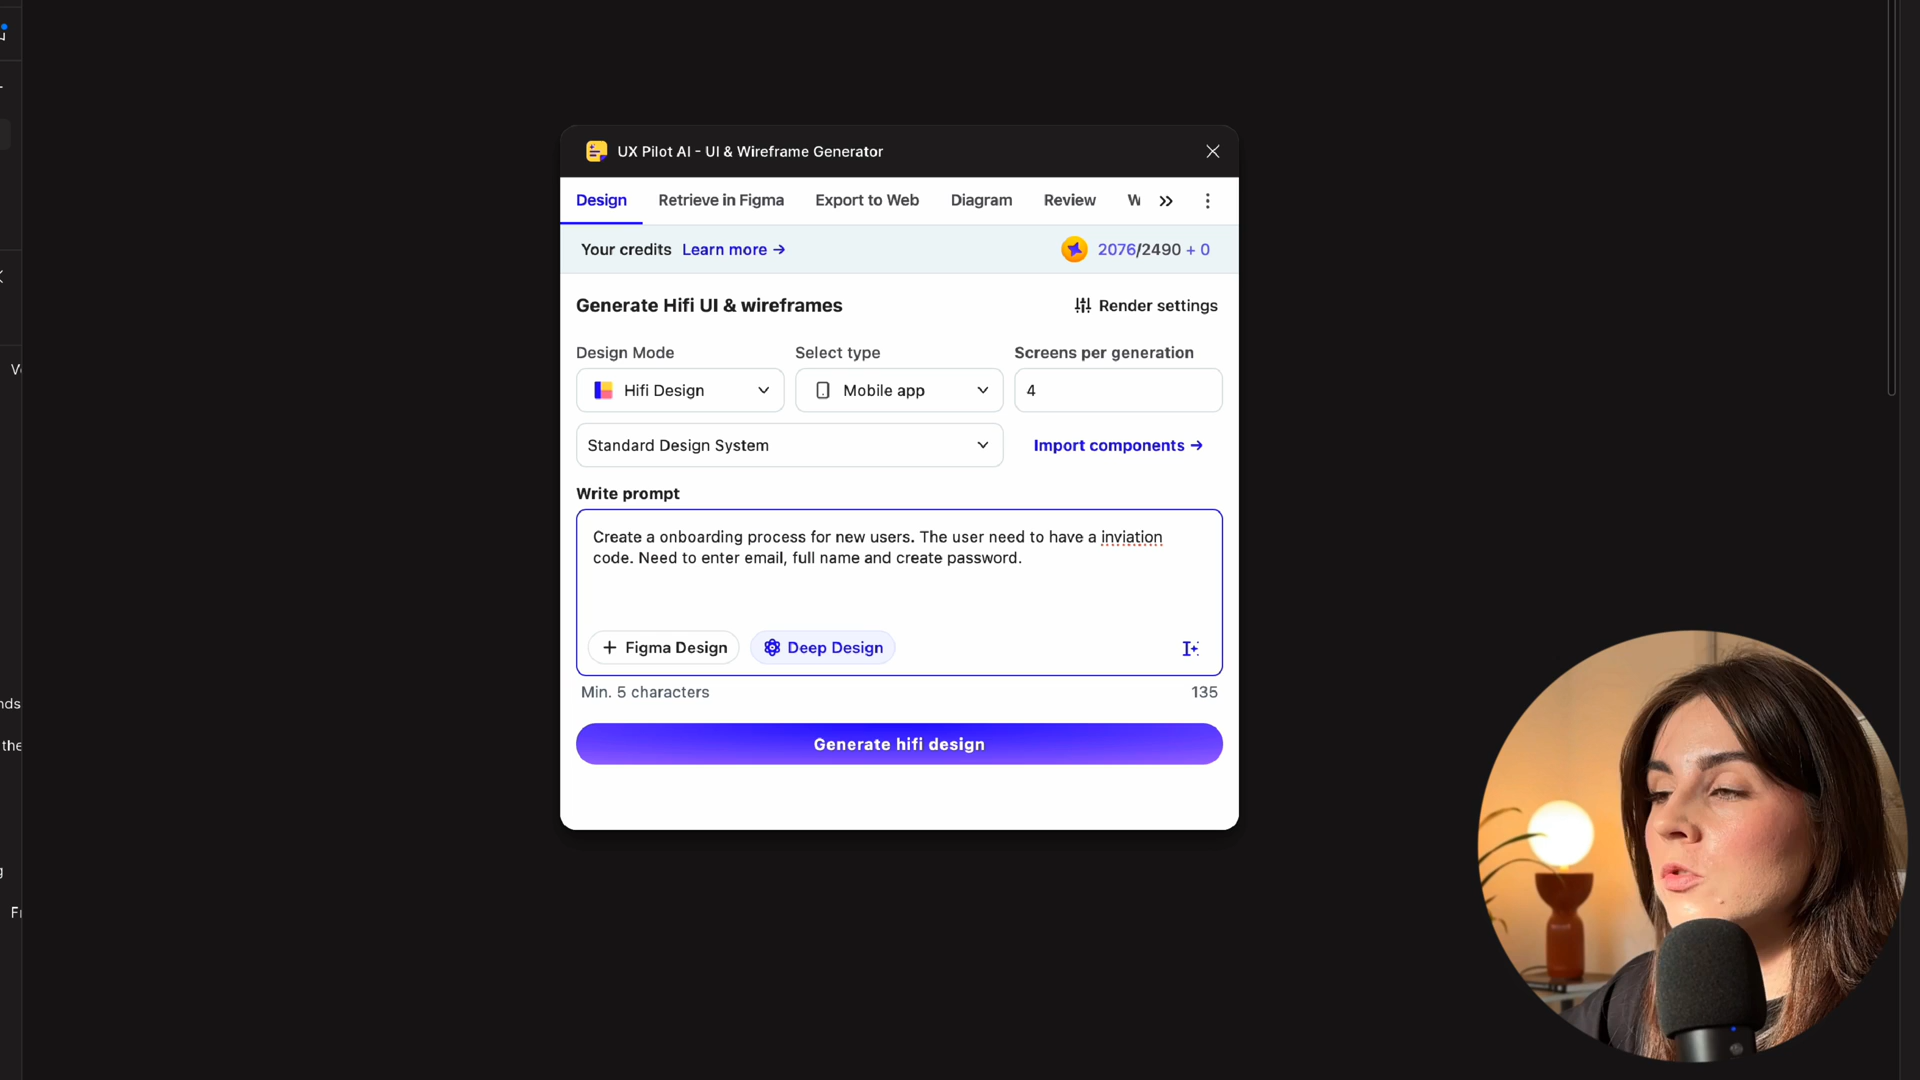 UX Pilot AI - UI & Wireframe Generator
Design Retrieve in Figma Export to Web Diagram Review W
Your credits Learn more → 2076/2490 + 0
Generate Hifi UI & wireframes Render settings
Design Mode Select type Screens per generation
Hifi Design Mobile app 4
Standard Design System Import components →
Write prompt
Create a onboarding process for new users. The user need to have a inviation
code. Need to enter email, full name and create password.
+ Figma Design Deep Design
Min. 5 characters 135
Generate hifi design
the